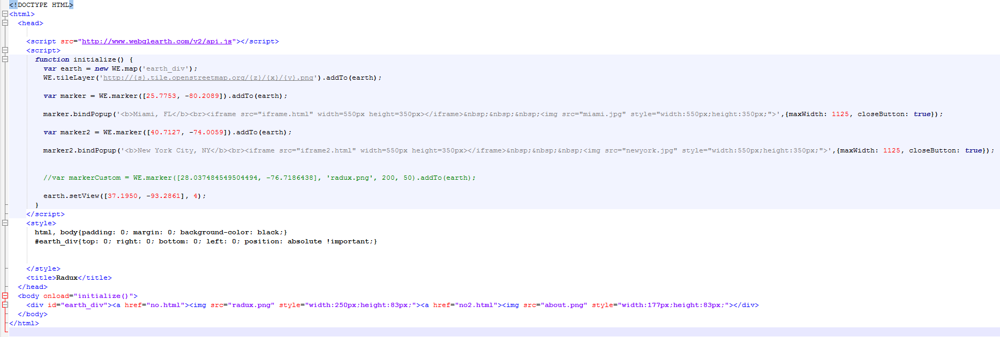 <!DOCTYPE HTML>
<html>
<head>
<script src="http://www.webglearth.com/v2/api.js"></script>
<script>
function initialize() {
var earth = new WE.map('earth_div');
WE.tileLayer('http://{s}.tile.openstreetmap.org/{z}/{x}/{y}.png').addTo(earth);
var marker = WE.marker([25.7753, -80.2089]).addTo(earth);
marker.bindPopup('<b>Miami, FL</b><br><iframe src="iframe.html" width=550px height=350px></iframe>&nbsp;&nbsp;&nbsp;<img src="miami.jpg" style="width:550px;height:350px;">',{maxWidth: 1125, closeButton: true});
var marker2 = WE.marker([40.7127, -74.0059]).addTo(earth);
marker2.bindPopup('<b>New York City, NY</b><br><iframe src="iframe2.html" width=550px height=350px></iframe>&nbsp;&nbsp;&nbsp;<img src="newyork.jpg" style="width:550px;height:350px;">',{maxWidth: 1125, closeButton: true});
//var markerCustom = WE.marker([28.037484549504494, -76.7186438], 'radux.png', 200, 50).addTo(earth);
earth.setView([37.1950, -93.2861], 4);
}
</script>
<style>
html, body{padding: 0; margin: 0; background-color: black;}
#earth_div{top: 0; right: 0; bottom: 0; left: 0; position: absolute !important;}
</style>
<title>Radux</title>
</head>
<body onload="initialize()">
<div id="earth_div"><a href="no.html"><img src="radux.png" style="width:250px;height:83px;"><a href="no2.html"><img src="about.png" style="width:177px;height:83px;"></div>
</body>
</html>